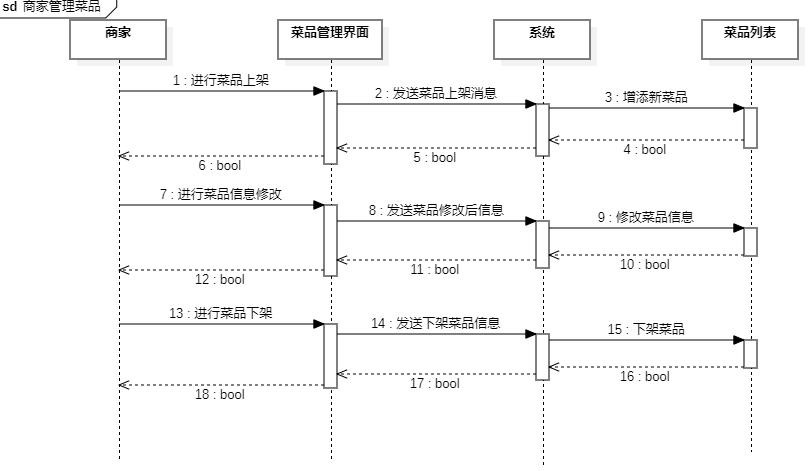 sd 商家管理菜品
商家
菜品管理界面
系统
菜品列表
1 : 进行菜品上架
2 : 发送菜品上架消息
3 : 增添新菜品
4 : bool
5 : bool
6 : bool
7 : 进行菜品信息修改
8 : 发送菜品修改后信息
9 : 修改菜品信息
10 : bool
11 : bool
12 : bool
13 : 进行菜品下架
14 : 发送下架菜品信息
15 : 下架菜品
16 : bool
17 : bool
18 : bool